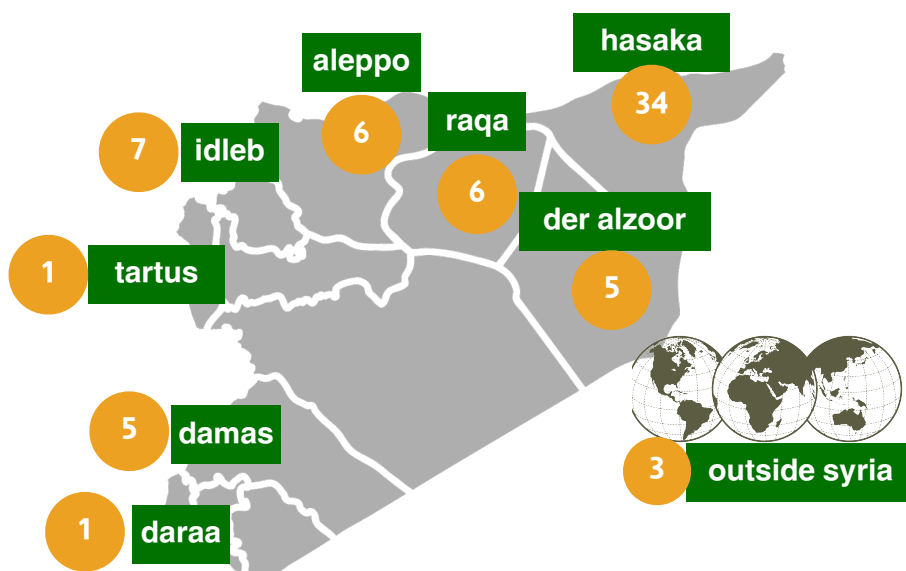 hasaka
34
aleppo
6
raqa
6
7
idleb
der alzoor
5
1
tartus
5
damas
3
outside syria
1
daraa